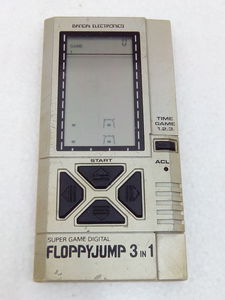 BANDAI ELECTRONICS
GAME
TIME
GAME
1.2.3.
ACL
START
SUPER GAME DIGITAL
FLOPPYJUMP 3 IN 1